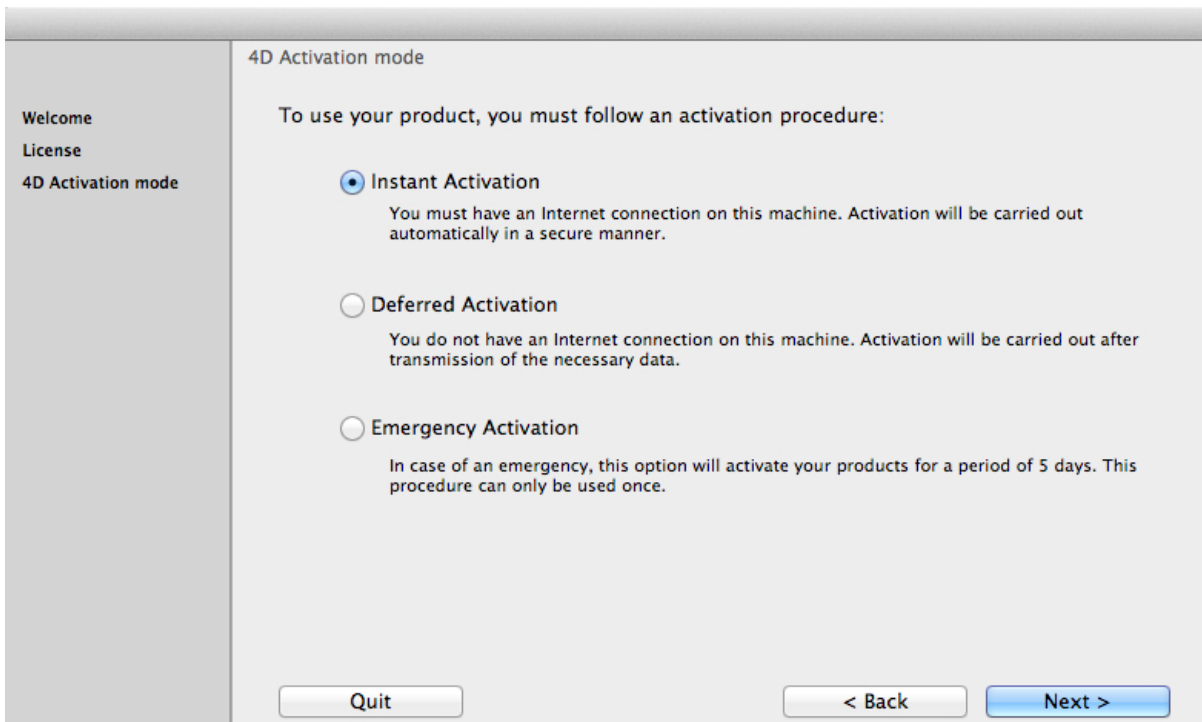 4D Activation mode
Welcome
License
4D Activation mode
To use your product, you must follow an activation procedure:
Instant Activation
You must have an Internet connection on this machine. Activation will be carried out
automatically in a secure manner.
Deferred Activation
You do not have an Internet connection on this machine. Activation will be carried out after
transmission of the necessary data.
Emergency Activation
In case of an emergency, this option will activate your products for a period of 5 days. This
procedure can only be used once.
Quit
< Back
Next >